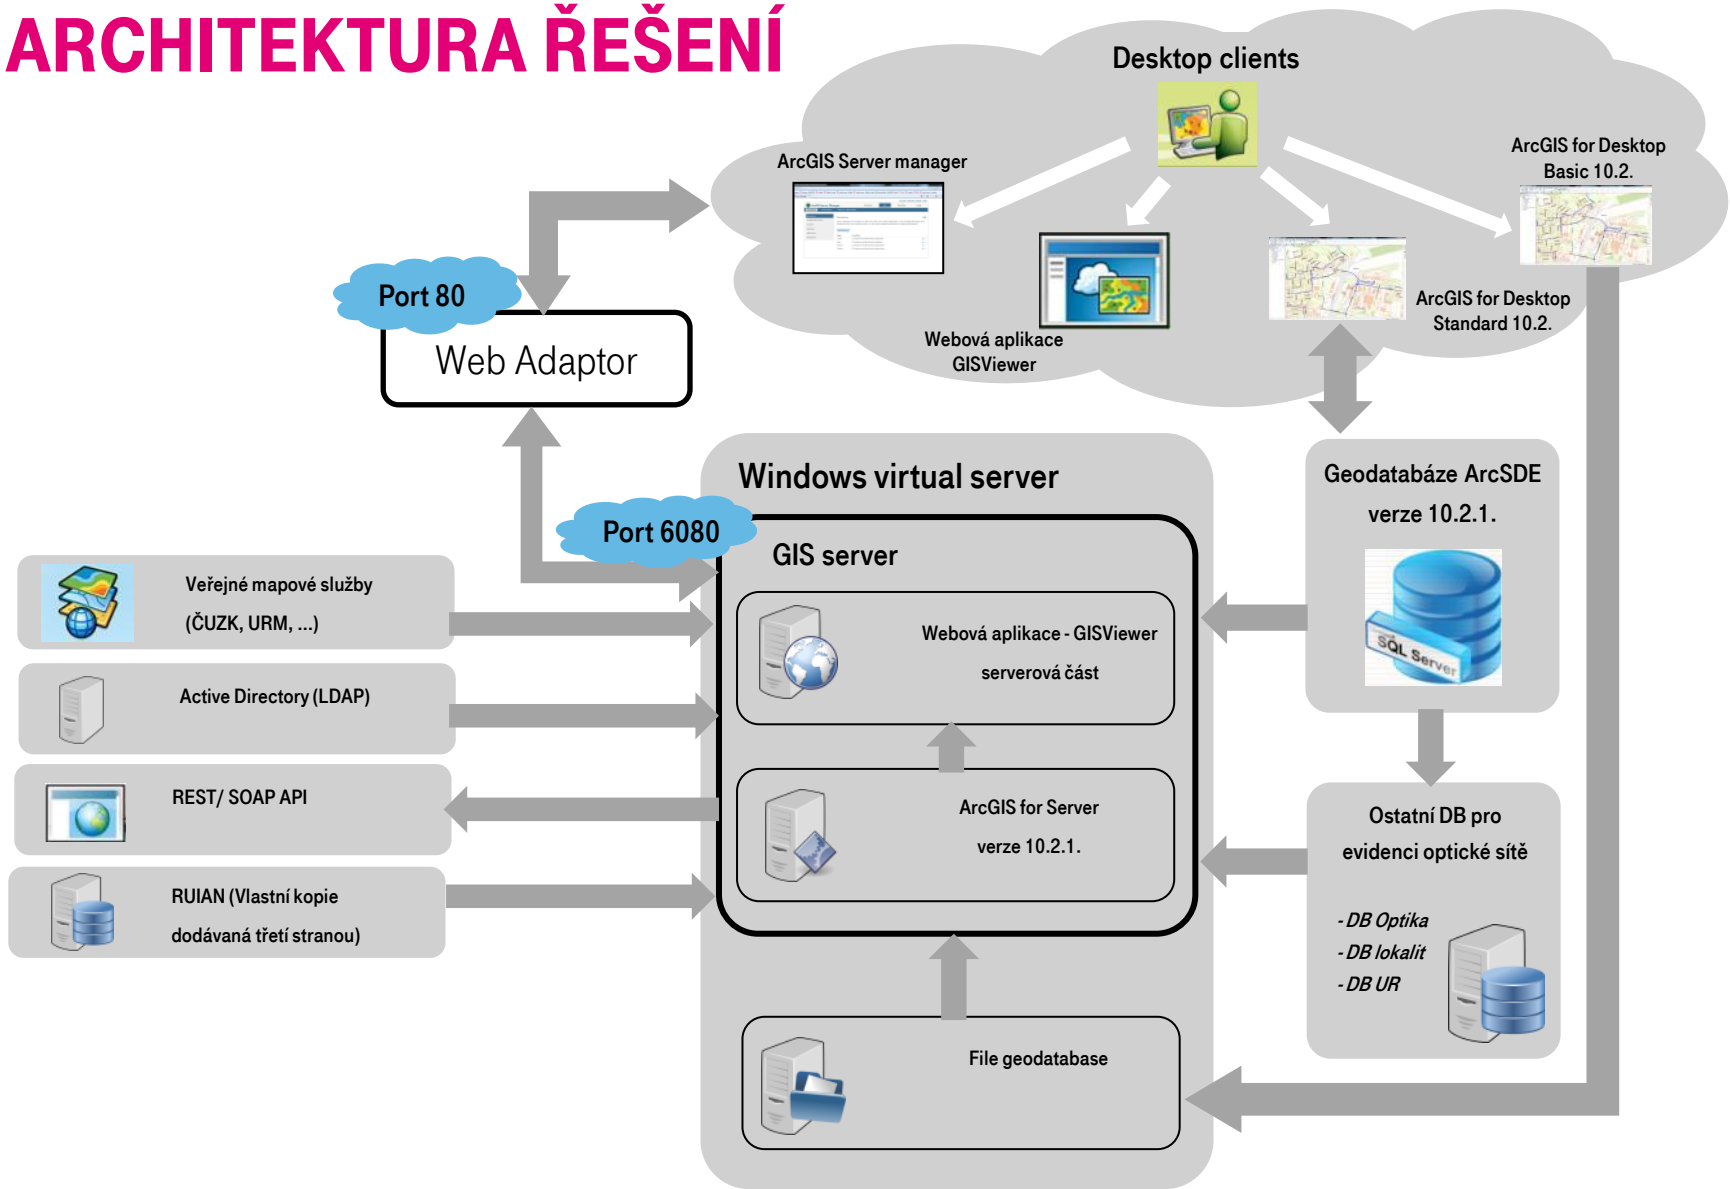 ARCHITEKTURA ŘEŠENÍ
Desktop clients
ArcGIS Server manager
ArcGIS for Desktop
Basic 10.2.
Webová aplikace
GISViewer
ArcGIS for Desktop
Standard 10.2.
Port 80
Web Adaptor
Windows virtual server
Port 6080
GIS server
Webová aplikace - GISViewer
serverová část
ArcGIS for Server
verze 10.2.1.
File geodatabase
Geodatabáze ArcSDE
verze 10.2.1.
SQL Server
Ostatní DB pro
evidenci optické sítě
- DB Optika
- DB lokalit
- DB UR
Veřejné mapové služby
(ČUZK, URM, ...)
Active Directory (LDAP)
REST/ SOAP API
RUIAN (Vlastní kopie
dodávaná třetí stranou)